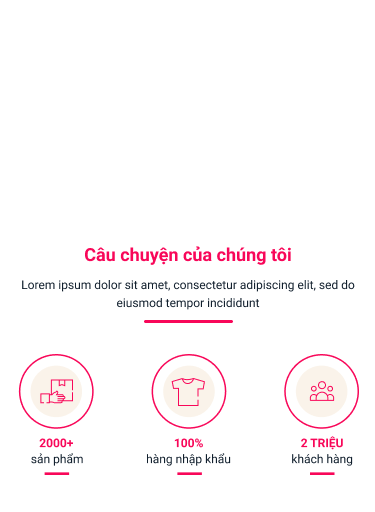 Câu chuyện của chúng tôi
Lorem ipsum dolor sit amet, consectetur adipiscing elit, sed do
eiusmod tempor incididunt
2000+
sản phẩm
100%
hàng nhập khẩu
2 TRIỆU
khách hàng